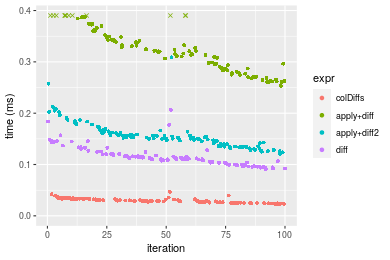 0.4
0.3
0.2
0.1
0.0
time (ms)
0
25
50
75
100
iteration
expr
colDiffs
apply+diff
apply+diff2
diff